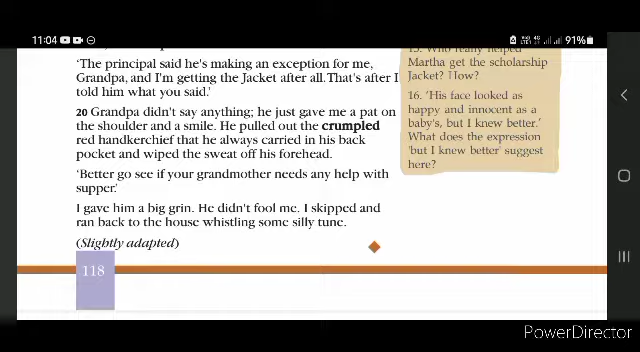 11:04
91%
'The principal said he's making an exception for me,
Grandpa, and I'm getting the Jacket after all. That's after I
told him what you said.'
20 Grandpa didn't say anything; he just gave me a pat on
the shoulder and a smile. He pulled out the crumpled
red handkerchief that he always carried in his back
pocket and wiped the sweat off his forehead.
'Better go see if your grandmother needs any help with
supper.'
I gave him a big grin. He didn't fool me. I skipped and
ran back to the house whistling some silly tune.
(Slightly adapted)
118
15. Who really helped
Martha get the scholarship
Jacket? How?
16. 'His face looked as
happy and innocent as a
baby's, but I knew better.'
What does the expression
'but I knew better' suggest
here?
PowerDirector